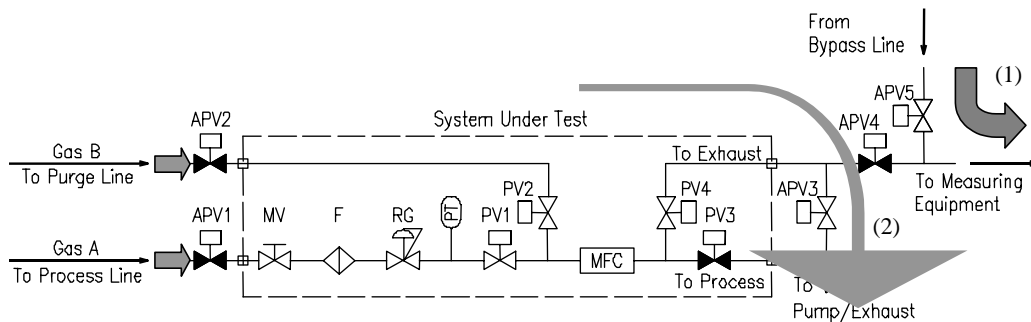 From
Bypass Line
(1)
APV5
APV4
System Under Test
APV2
Gas B
To Purge Line
To Exhaust
To Measuring
Equipment
PV2
PV4
APV3
APV1
MV
F
RG
PT
PV1
PV3
(2)
Gas A
To Process Line
MFC
To Process
To
Pump/Exhaust